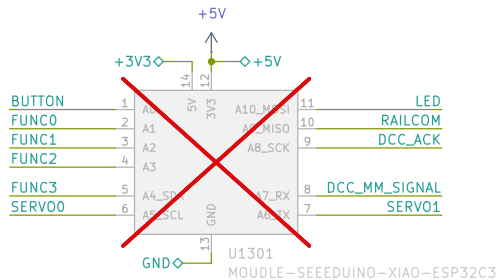 +5V
+3V3
+5V
14
12
5V
3V3
BUTTON 1 A0 A10_MOSI 11 LED
FUNC0 2 A1 A9_MISO 10 RAILCOM
FUNC1 3 A2 A8_SCK 9 DCC_ACK
FUNC2 4 A3
FUNC3 5 A4_SDA A7_RX 8 DCC_MM_SIGNAL
SERVO0 6 A5_SCL A6_TX 7 SERVO1
GND
13
GND
U1301
MOUDLE-SEEEDUINO-XIAO-ESP32C3